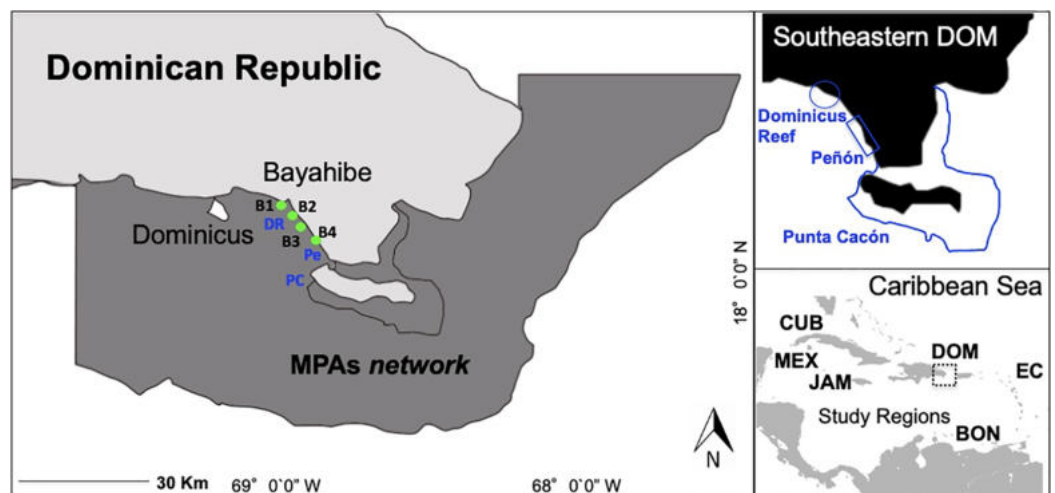 Dominican Republic
Bayahibe
B1
B2
DR
Dominicus
B3
B4
Pe
PC
MPAs network
N
30 Km
69° 0'0" W
68° 0'0" W
18° 0'0" N
Southeastern DOM
Dominicus
Reef
Peñón
Punta Cacón
Caribbean Sea
CUB
DOM
MEX
EC
JAM
Study Regions
BON